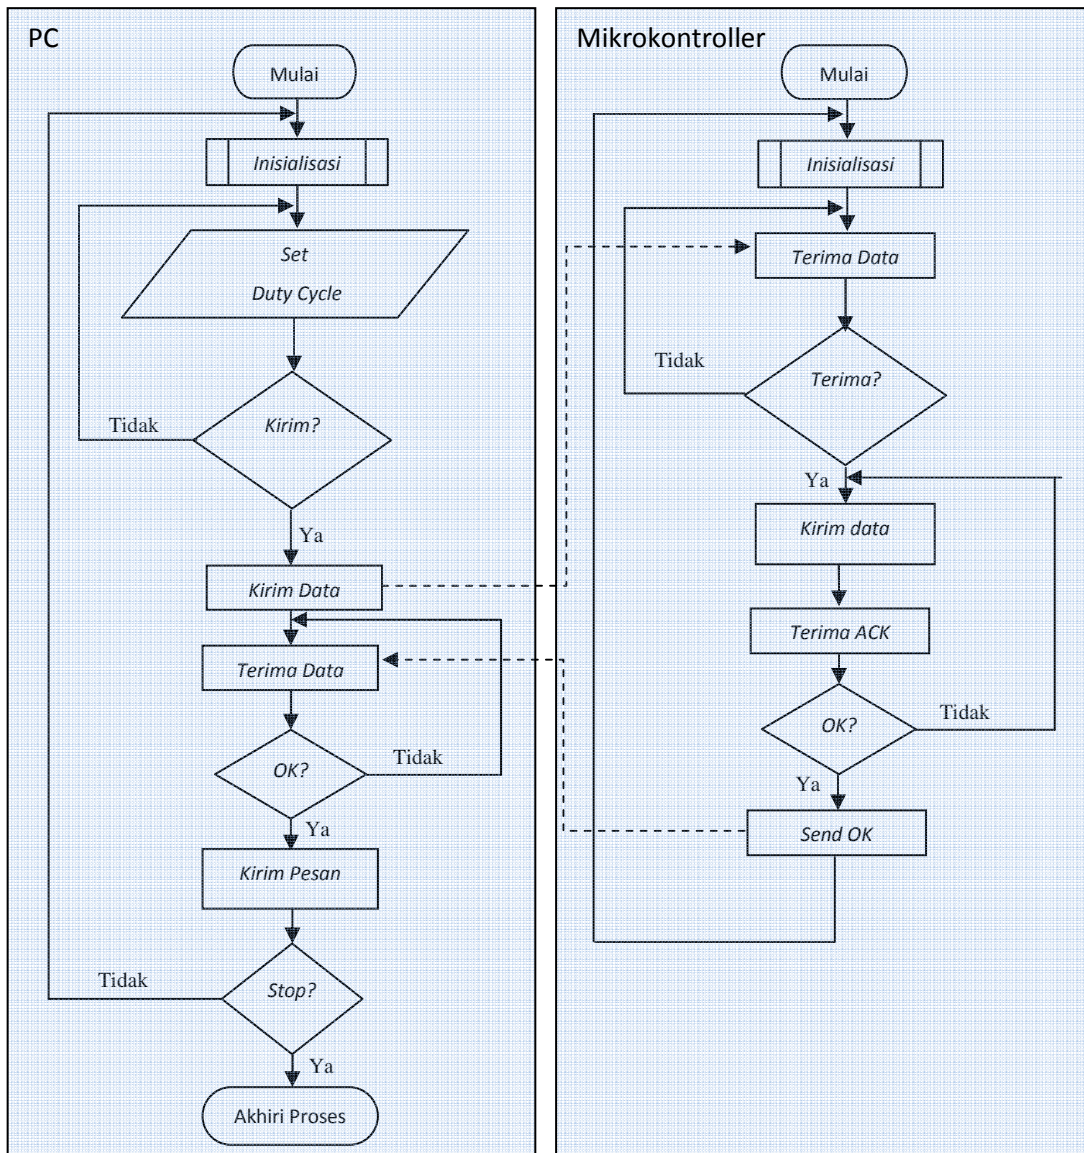 PC
Mulai
Inisialisasi
Set
Duty Cycle
Kirim?
Tidak
Ya
Kirim Data
Terima Data
OK?
Tidak
Ya
Kirim Pesan
Stop?
Tidak
Ya
Akhiri Proses
Mikrokontroller
Mulai
Inisialisasi
Terima Data
Tidak
Terima?
Ya
Kirim data
Terima ACK
OK?
Tidak
Ya
Send OK